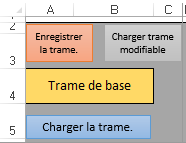 A B C
2
Enregistrer
la trame.
Charger trame
modifiable
3
Trame de base
4
Charger la trame.
5